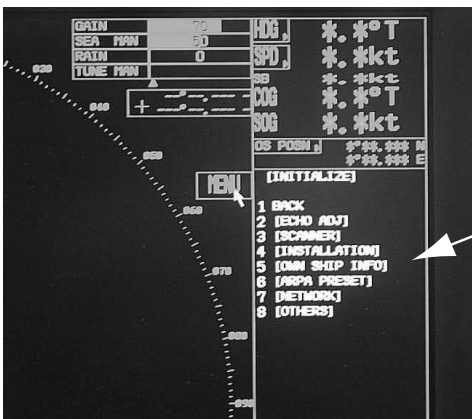 GAIN 70
SEA MAN 50
RAIN 0
TUNE MAN
HDG *.*°T
SPD *.*kt
SB *.*kt
COG *.*°T
SOG *.*kt
OS POSN *°**.*** N
*°**.*** E
+ --.--.--
MENU
[INITIALIZE]
1 BACK
2 [ECHO ADJ]
3 [SCANNER]
4 [INSTALLATION]
5 [OWN SHIP INFO]
6 [ARPA PRESET]
7 [NETWORK]
8 [OTHERS]
030
040
050
060
070
080
090